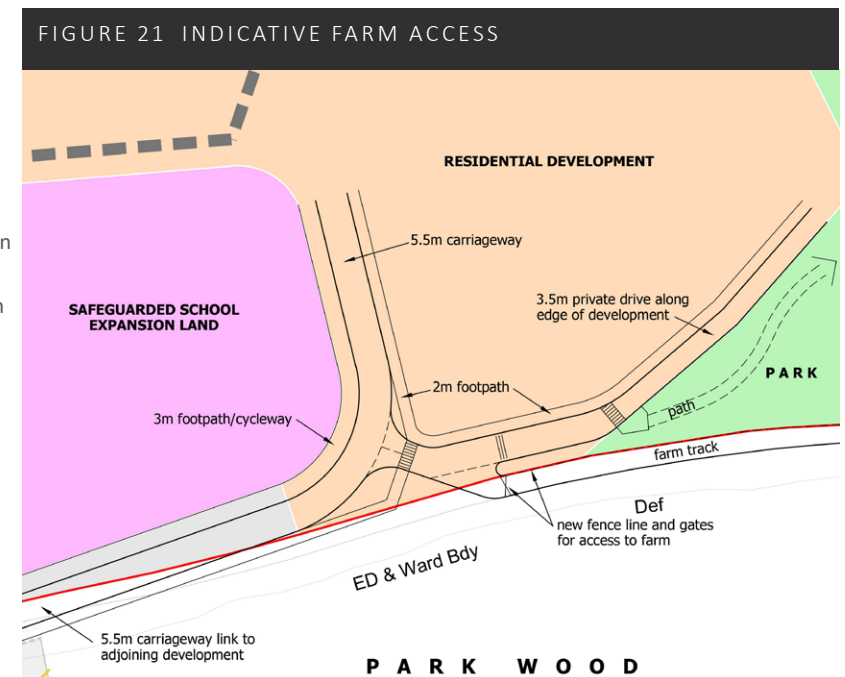 FIGURE 21 INDICATIVE FARM ACCESS
RESIDENTIAL DEVELOPMENT
n
5.5m carriageway
3.5m private drive along
edge of development
n
SAFEGUARDED SCHOOL
EXPANSION LAND
PARK
2m footpath
path
3m footpath/cycleway
farm track
Def
new fence line and gates
for access to farm
ED & Ward Bdy
5.5m carriageway link to
adjoining development
PARK WOOD